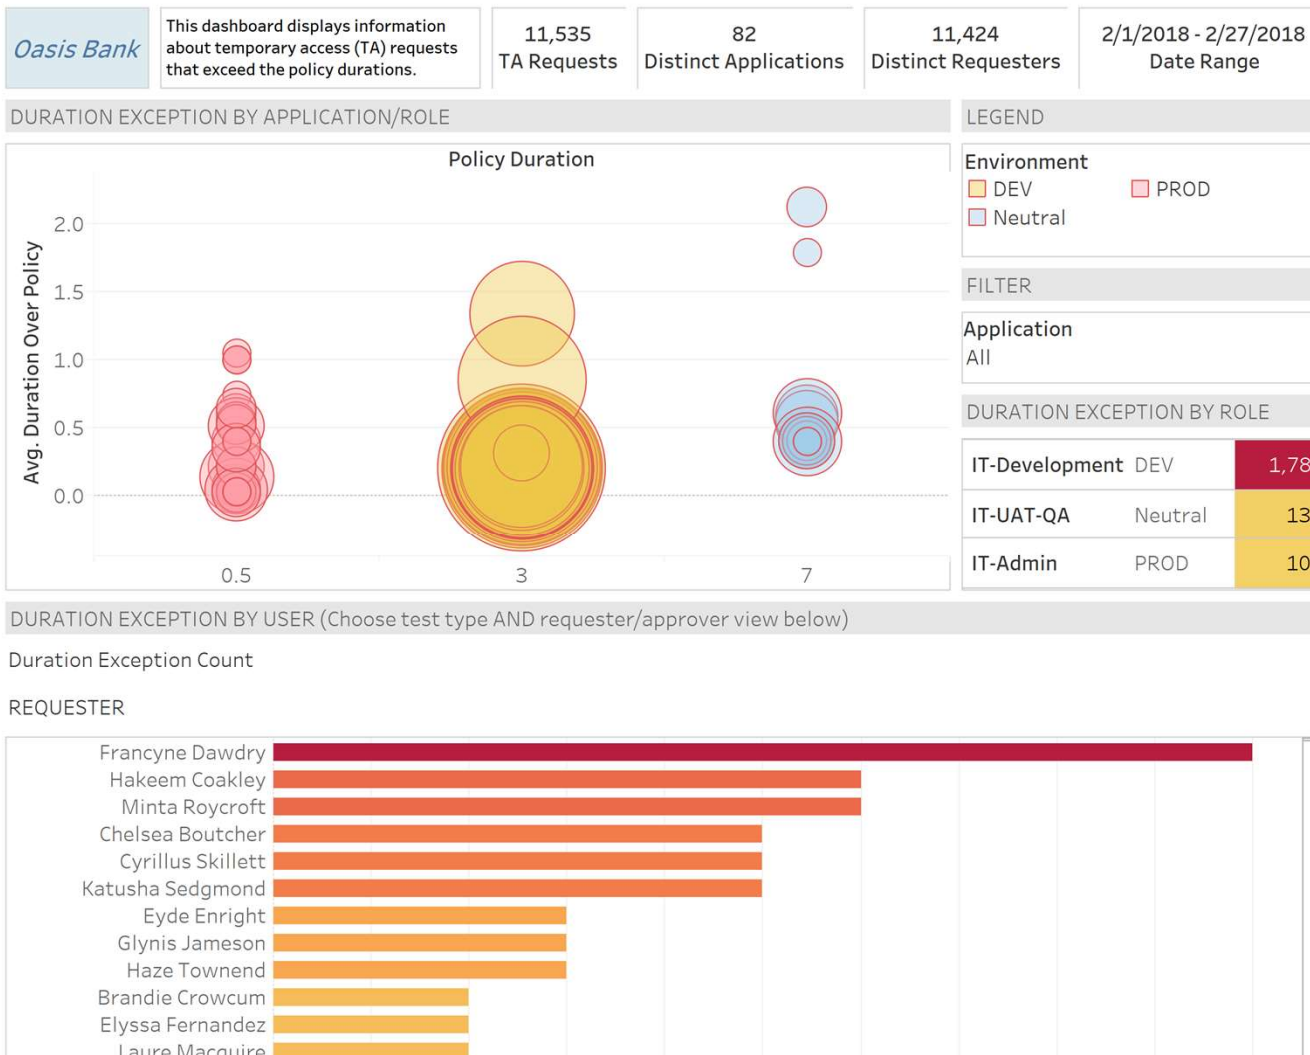 Oasis Bank
This dashboard displays information
about temporary access (TA) requests
that exceed the policy durations.
11,535
TA Requests
82
Distinct Applications
11,424
Distinct Requesters
2/1/2018 - 2/27/2018
Date Range
DURATION EXCEPTION BY APPLICATION/ROLE
Policy Duration
Avg. Duration Over Policy
2.0
1.5
1.0
0.5
0.0
0.5
3
7
LEGEND
Environment
DEV
PROD
Neutral
FILTER
Application
All
DURATION EXCEPTION BY ROLE
IT-Development DEV 1,78
IT-UAT-QA Neutral 13
IT-Admin PROD 10
DURATION EXCEPTION BY USER (Choose test type AND requester/approver view below)
Duration Exception Count
REQUESTER
Francyne Dawdry
Hakeem Coakley
Minta Roycroft
Chelsea Boutcher
Cyrillus Skillett
Katusha Sedgmond
Eyde Enright
Glynis Jameson
Haze Townend
Brandie Crowcum
Elyssa Fernandez
Laure Macguire